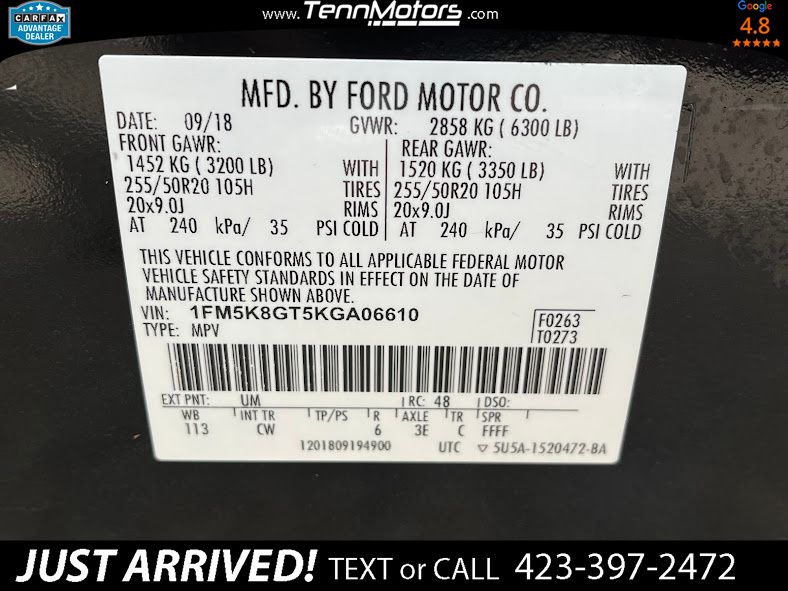 CARFAX
ADVANTAGE
DEALER
www.TennMotors.com
Google
4.8
MFD. BY FORD MOTOR CO.
DATE: 09/18 GVWR: 2858 KG ( 6300 LB)
FRONT GAWR: REAR GAWR:
1452 KG ( 3200 LB) WITH 1520 KG ( 3350 LB) WITH
255/50R20 105H TIRES 255/50R20 105H TIRES
20x9.0J RIMS 20x9.0J RIMS
AT 240 kPa/ 35 PSI COLD AT 240 kPa/ 35 PSI COLD
THIS VEHICLE CONFORMS TO ALL APPLICABLE FEDERAL MOTOR
VEHICLE SAFETY STANDARDS IN EFFECT ON THE DATE OF
MANUFACTURE SHOWN ABOVE.
VIN: 1FM5K8GT5KGA06610 F0263
TYPE: MPV T0273
EXT PNT: UM RC: 48 DSO:
WB INT TR TP/PS R AXLE TR SPR
113 CW 6 3E C FFFF
1201809194900 UTC ▽ 5U5A-1520472-BA
JUST ARRIVED! TEXT or CALL 423-397-2472